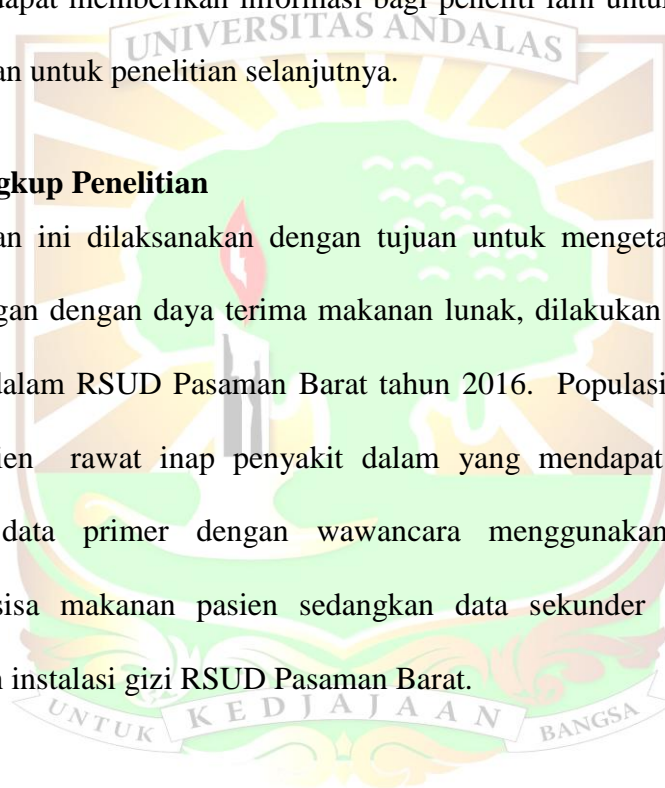 dapat memberikan informasi bagi peneliti lain untu
UNIVERSITAS ANDALAS
an untuk penelitian selanjutnya.
gkup Penelitian
an ini dilaksanakan dengan tujuan untuk mengeta
gan dengan daya terima makanan lunak, dilakukan
dalam RSUD Pasaman Barat tahun 2016. Populasi
ien rawat inap penyakit dalam yang mendapat
data primer dengan wawancara menggunakan
sisa makanan pasien sedangkan data sekunder
n instalasi gizi RSUD Pasaman Barat.
UNTUK KEDJAJAAN BANGSA